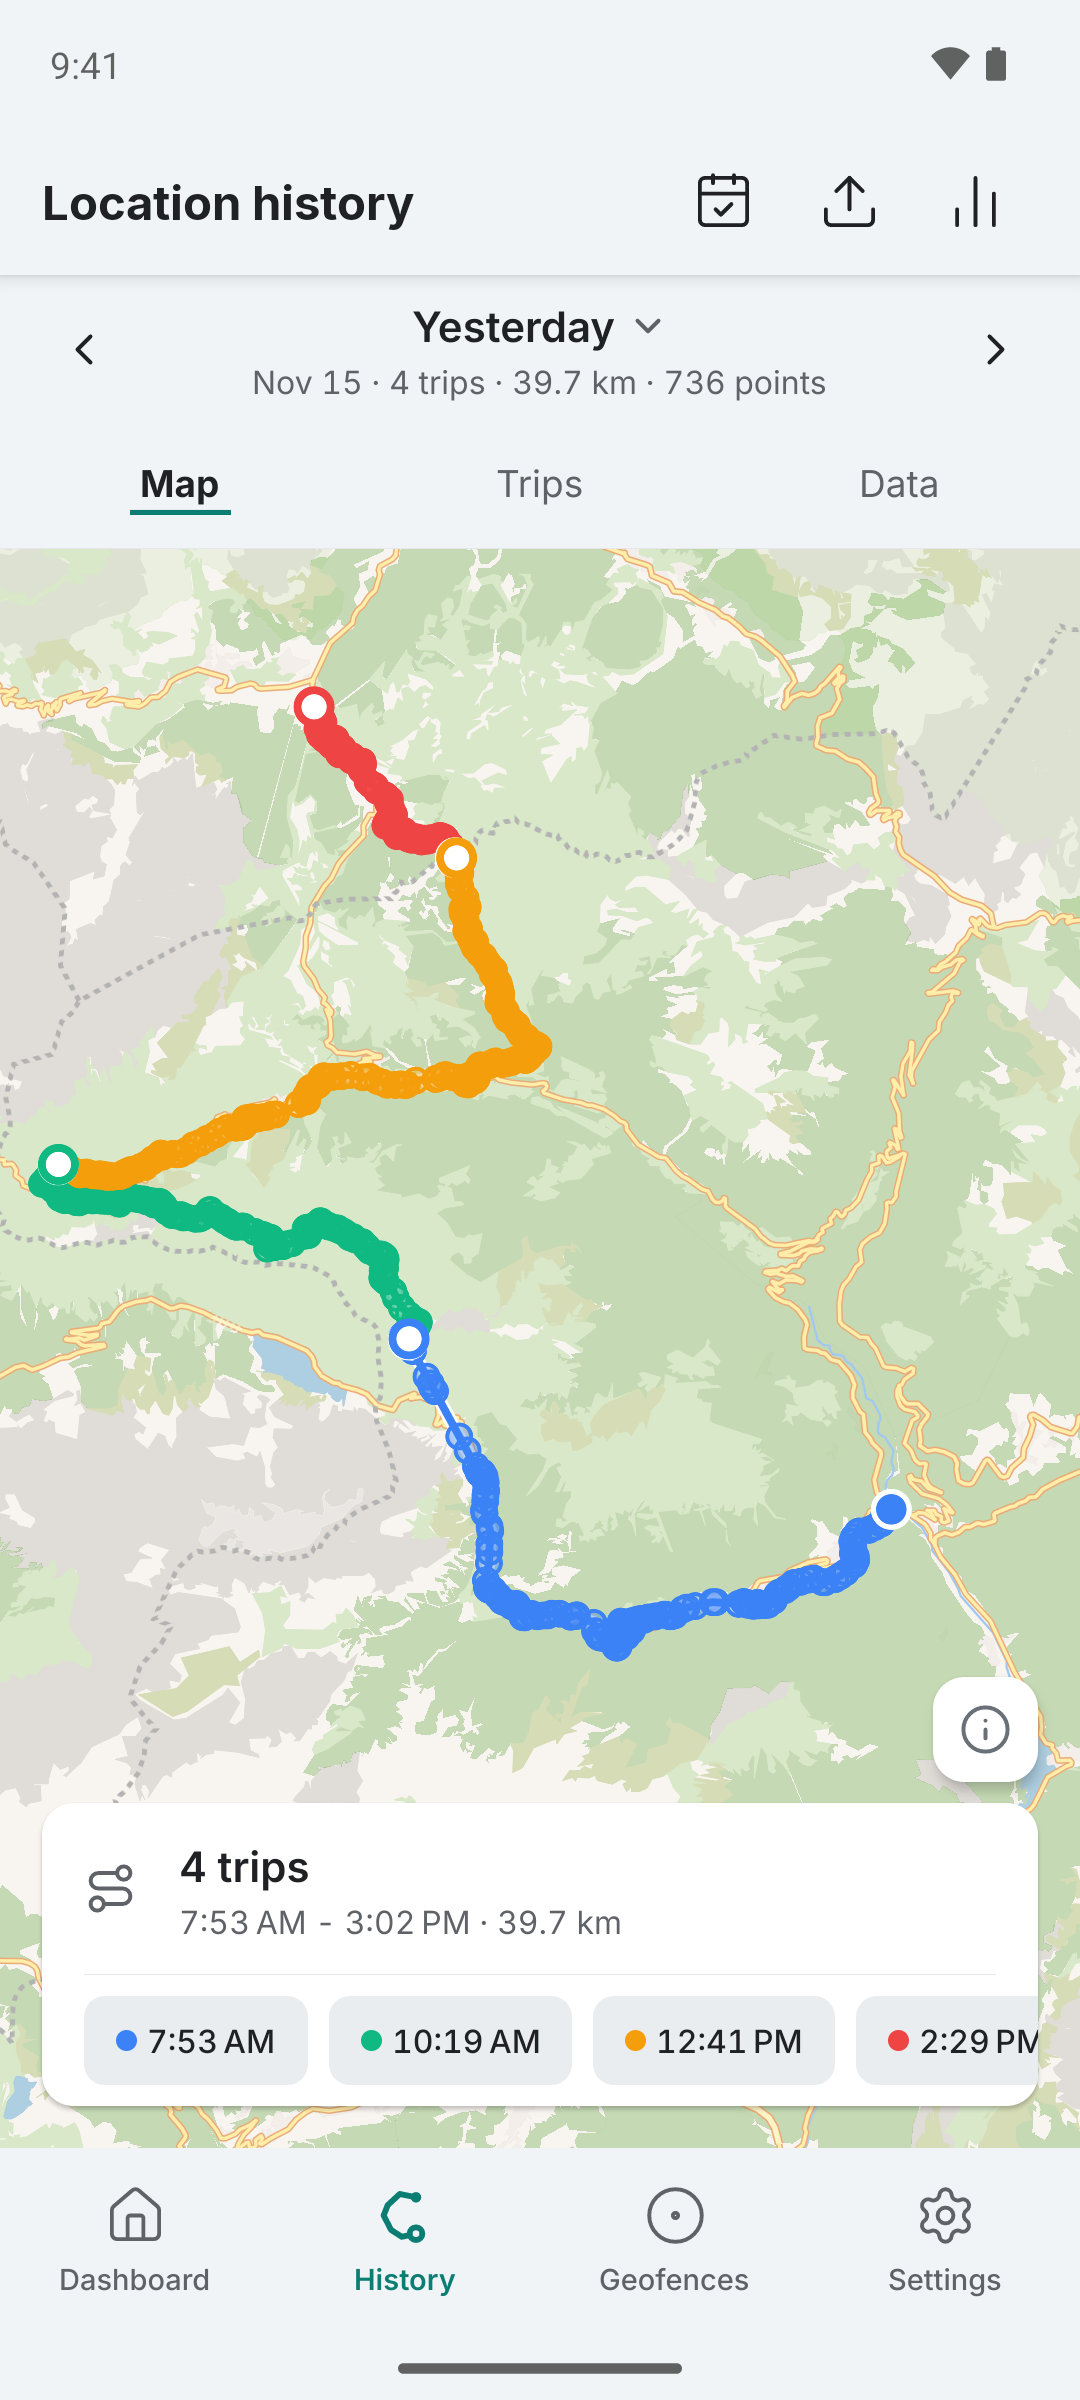 9:41
Location history
Yesterday
Nov 15 · 4 trips · 39.7 km · 736 points
Map
Trips
Data
4 trips
7:53 AM - 3:02 PM · 39.7 km
7:53 AM
10:19 AM
12:41 PM
2:29 PM
Dashboard
History
Geofences
Settings